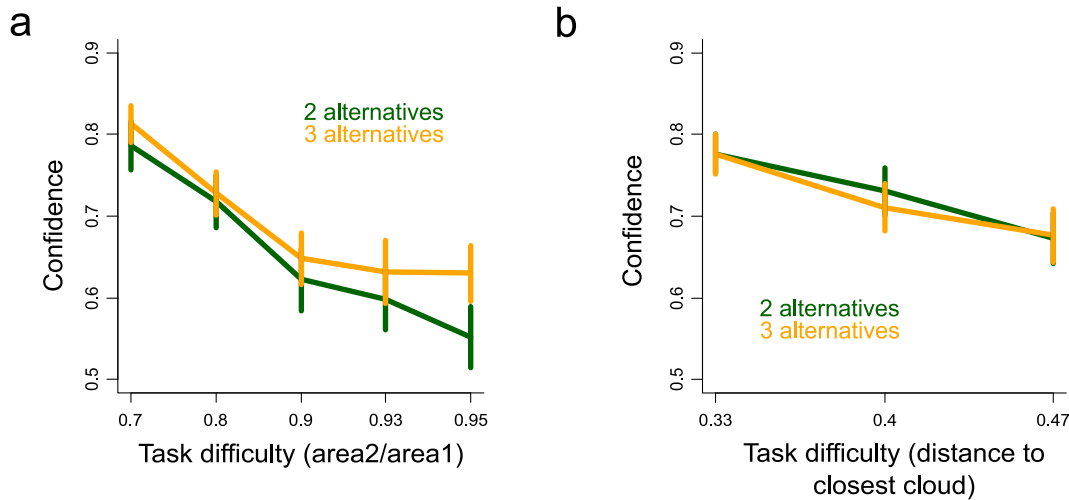 a
0.9
0.8
0.7
0.6
0.5
Confidence
2 alternatives
3 alternatives
0.7
0.8
0.9
0.93
0.95
Task difficulty (area2/area1)
b
0.9
0.8
0.7
0.6
0.5
Confidence
2 alternatives
3 alternatives
0.33
0.4
0.47
Task difficulty (distance to
closest cloud)